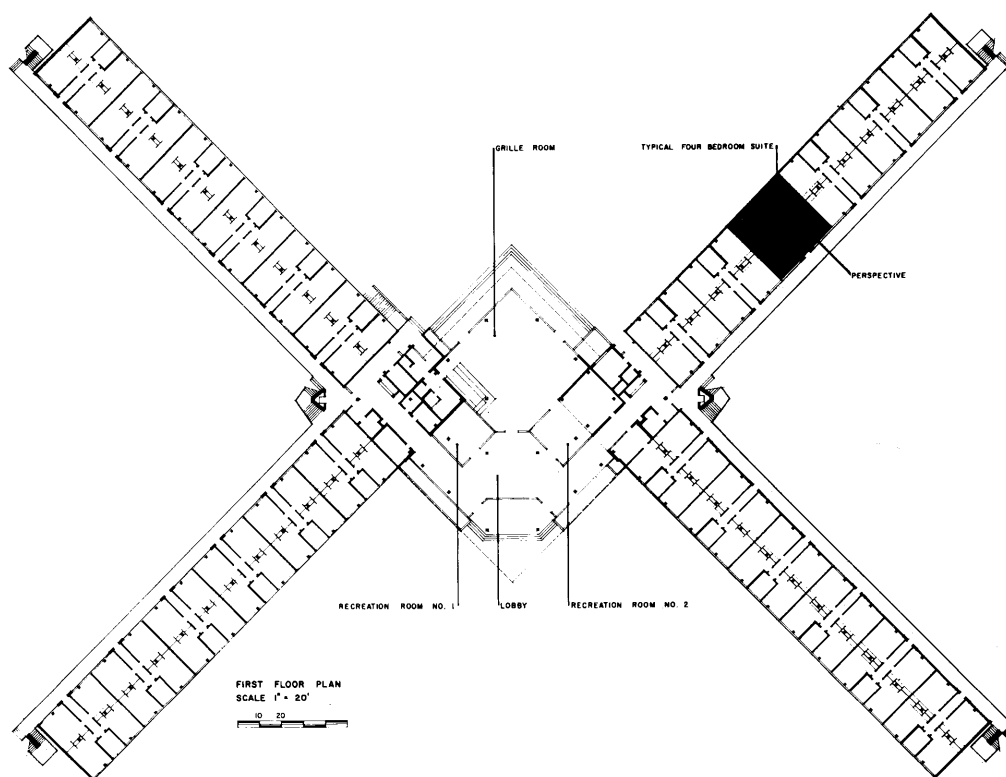 GRILLE ROOM
TYPICAL FOUR BEDROOM SUITE
PERSPECTIVE
RECREATION ROOM NO. 1
LOBBY
RECREATION ROOM NO. 2
FIRST FLOOR PLAN
SCALE 1" = 20'
10 20